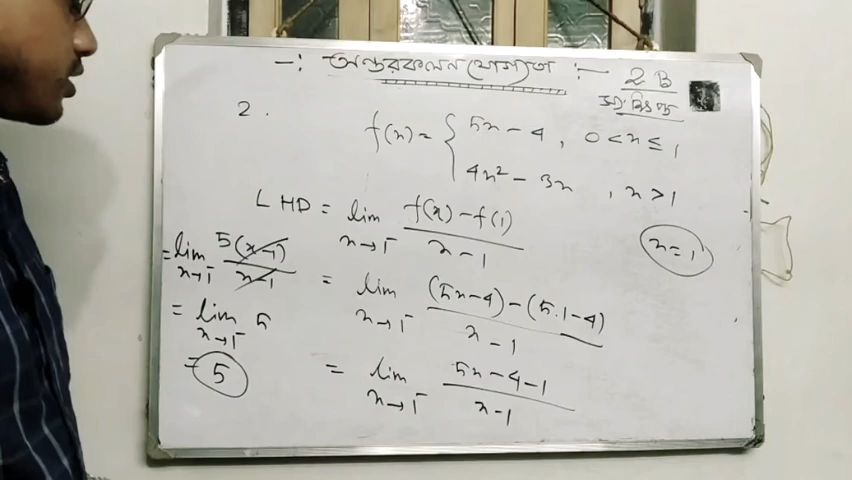 -: অন্তরকলন যোগ্যতা :-
2 B
2.
f(x) = { 5x - 4 , 0 < x ≤ 1
4x² - 3x , x > 1
x = 1
LHD = lim x→1⁻ (f(x) - f(1)) / (x - 1)
= lim x→1⁻ ((5x - 4) - (5.1 - 4)) / (x - 1)
= lim x→1⁻ (5x - 4 - 1) / (x - 1)
= lim x→1⁻ 5(x - 1) / (x - 1)
= lim x→1⁻ 5
= 5